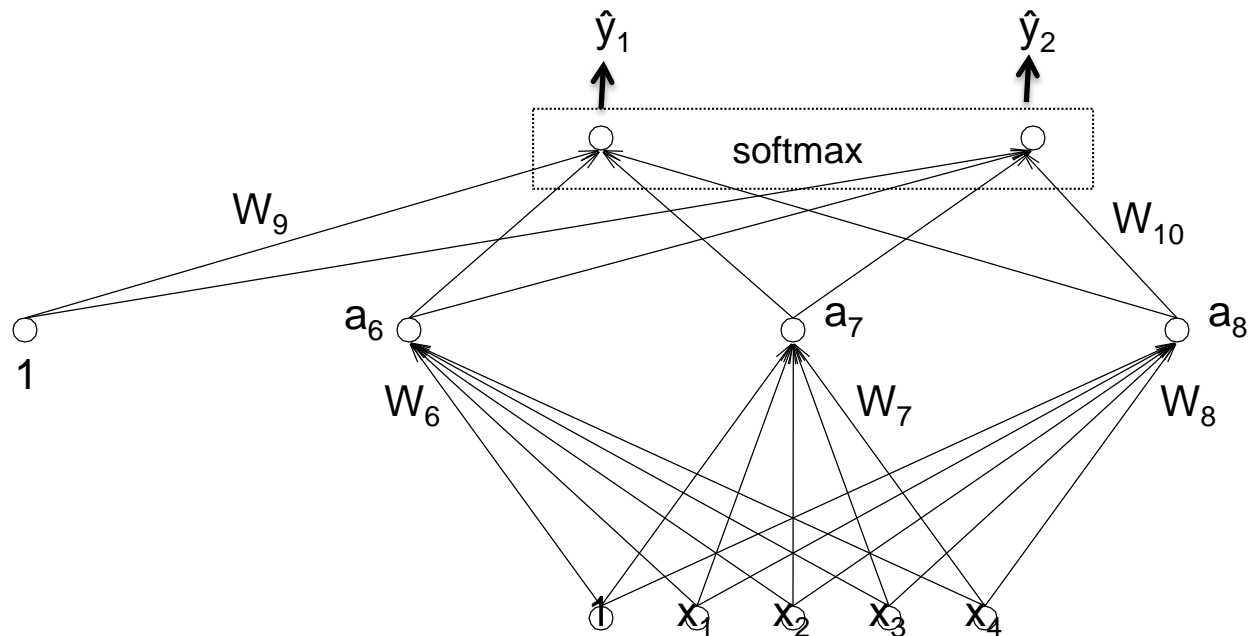 ŷ₁ ŷ₂
softmax
W₉ W₁₀
a₆ a₇ a₈
1
W₆ W₇ W₈
1 x₁ x₂ x₃ x₄